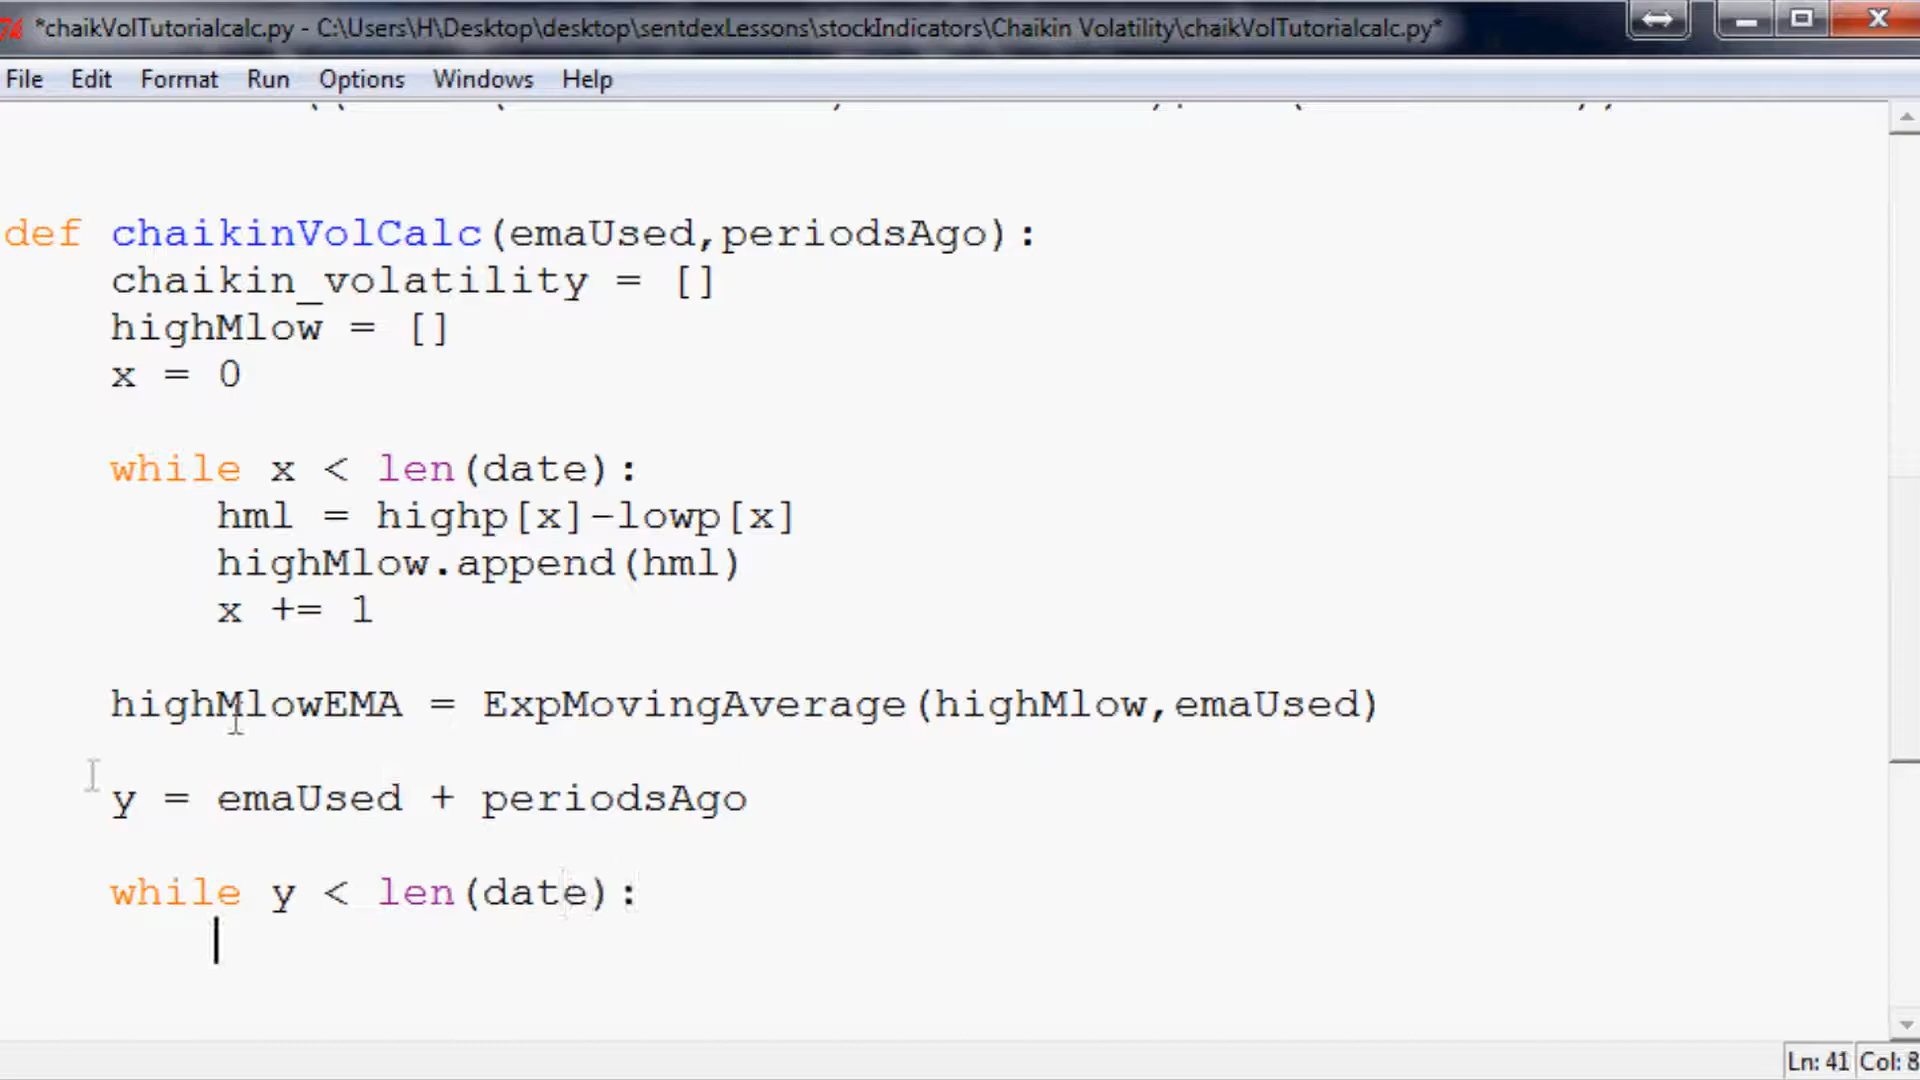 *chaikVolTutorialcalc.py - C:\Users\H\Desktop\desktop\sentdexLessons\stockIndicators\Chaikin Volatility\chaikVolTutorialcalc.py*
File Edit Format Run Options Windows Help
def chaikinVolCalc(emaUsed,periodsAgo):
    chaikin_volatility = []
    highMlow = []
    x = 0
    while x < len(date):
        hml = highp[x]-lowp[x]
        highMlow.append(hml)
        x += 1
    highMlowEMA = ExpMovingAverage(highMlow,emaUsed)
    y = emaUsed + periodsAgo
    while y < len(date):
Ln: 41 Col: 8